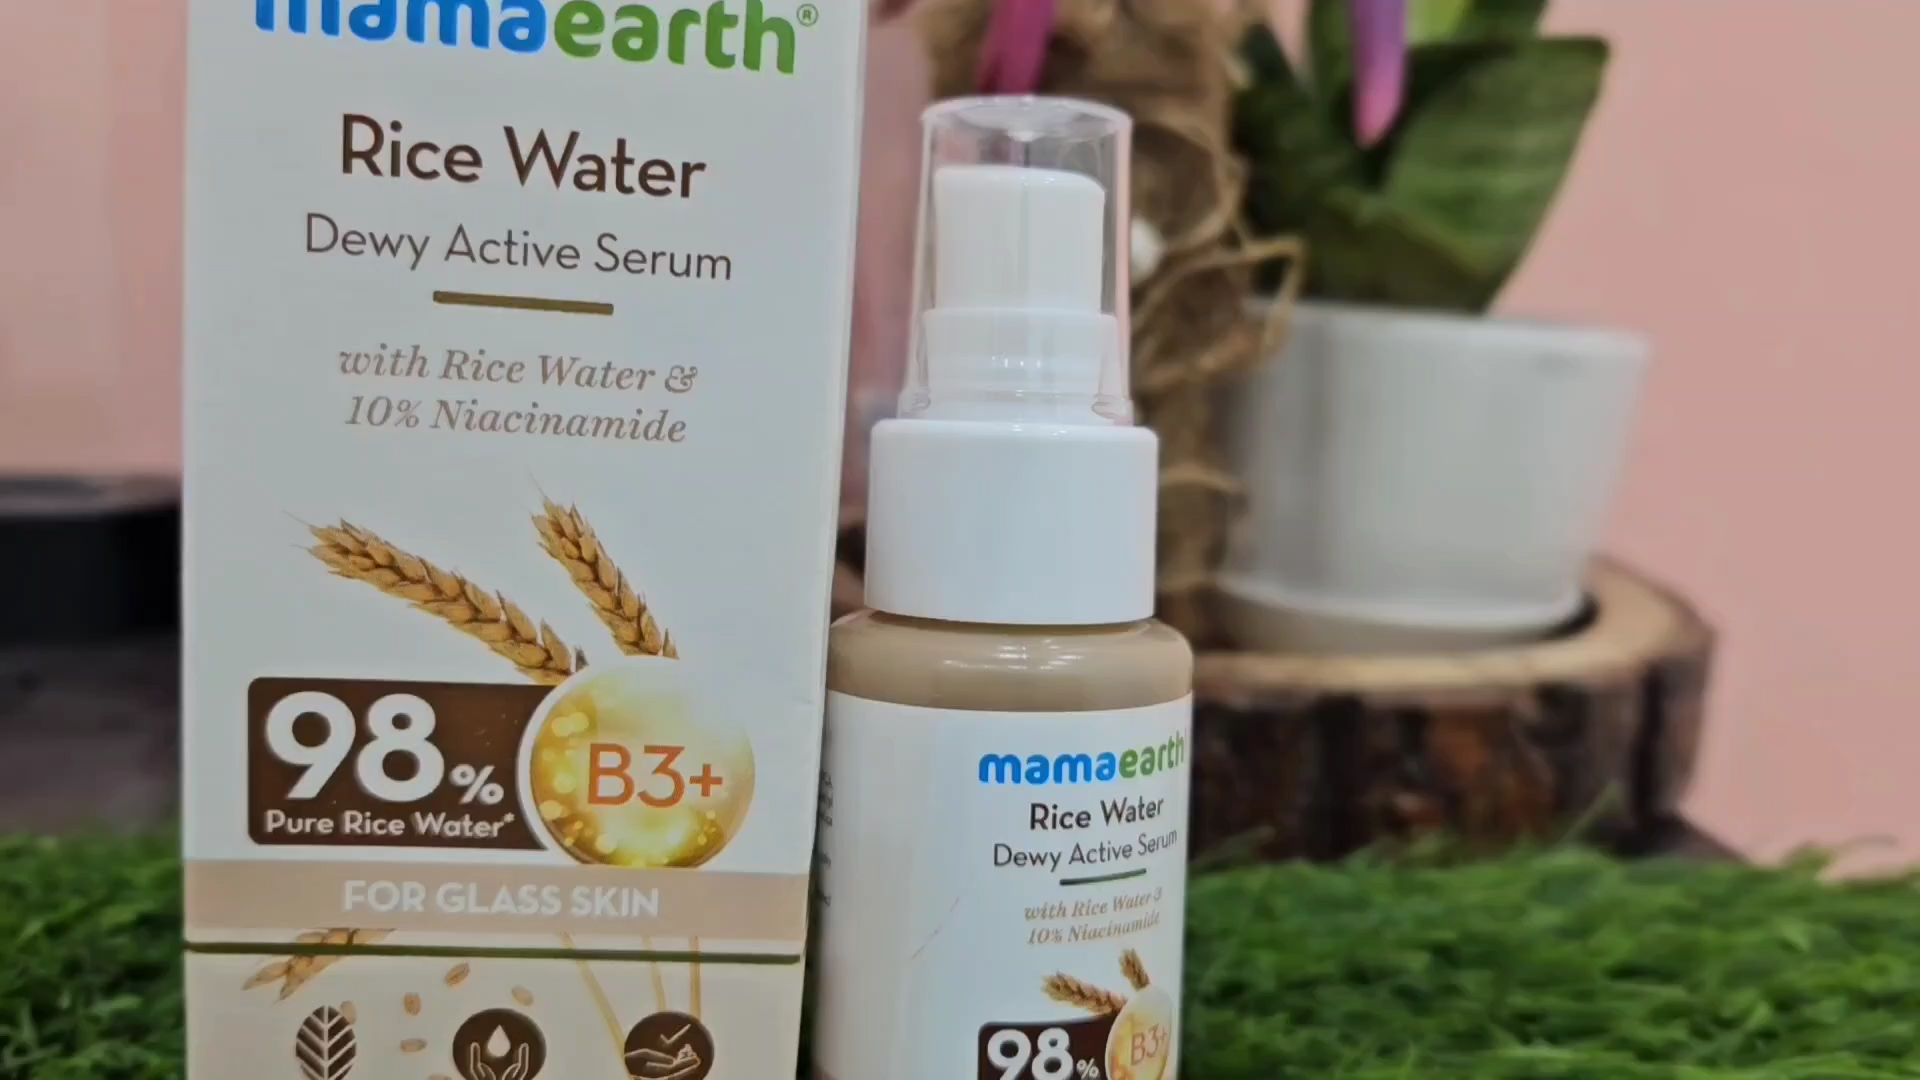 mamaearth®
Rice Water
Dewy Active Serum
with Rice Water &
10% Niacinamide
98%
Pure Rice Water*
B3+
FOR GLASS SKIN
mamaearth
Rice Water
Dewy Active Serum
with Rice Water &
10% Niacinamide
98%
B3+